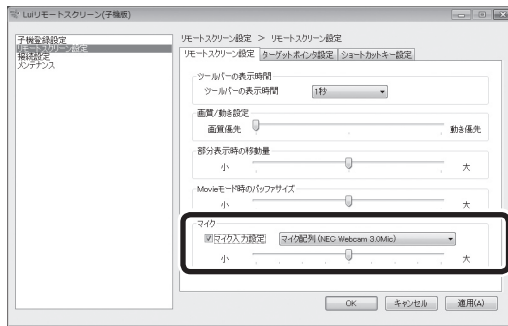 Luiリモートスクリーン(子機版)
子機登録設定
リモートスクリーン設定
接続設定
メンテナンス
リモートスクリーン設定 > リモートスクリーン設定
リモートスクリーン設定 ターゲットポインタ設定 ショートカットキー設定
ツールバーの表示時間
ツールバーの表示時間 1秒
画質/動き設定
画質優先 動き優先
部分表示時の移動量
小 大
Movieモード時のバッファサイズ
小 大
マイク
マイク入力設定 マイク配列 (NEC Webcam 3.0Mic)
小 大
OK キャンセル 適用(A)